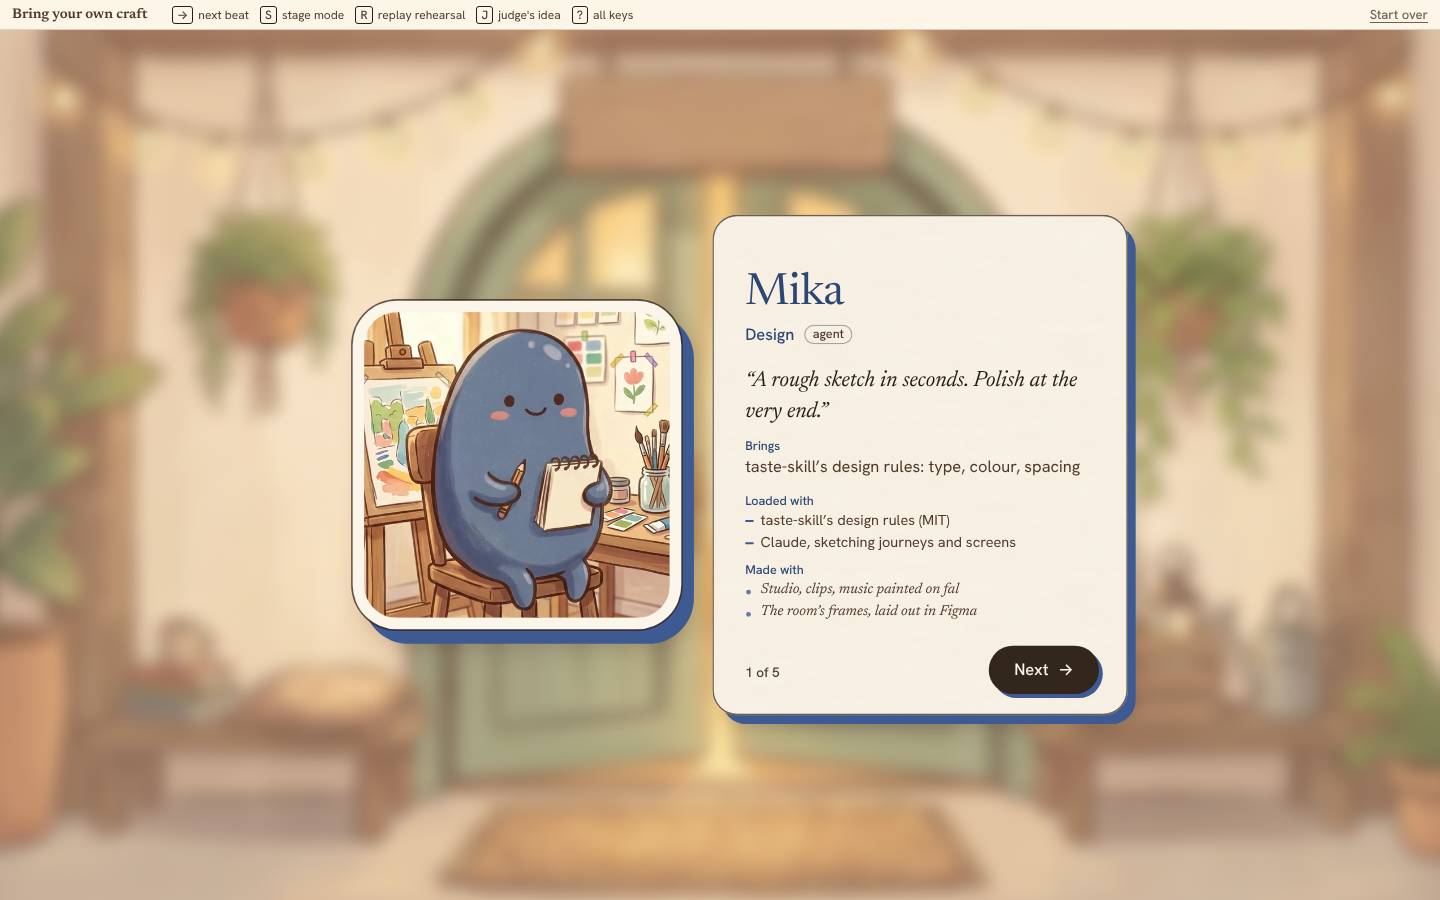 Bring your own craft → next beat S stage mode R replay rehearsal J judge's idea ? all keys Start over
Mika
Design agent
“A rough sketch in seconds. Polish at the
very end.”
Brings
taste-skill’s design rules: type, colour, spacing
Loaded with
– taste-skill’s design rules (MIT)
– Claude, sketching journeys and screens
Made with
• Studio, clips, music painted on fal
• The room’s frames, laid out in Figma
1 of 5 Next →